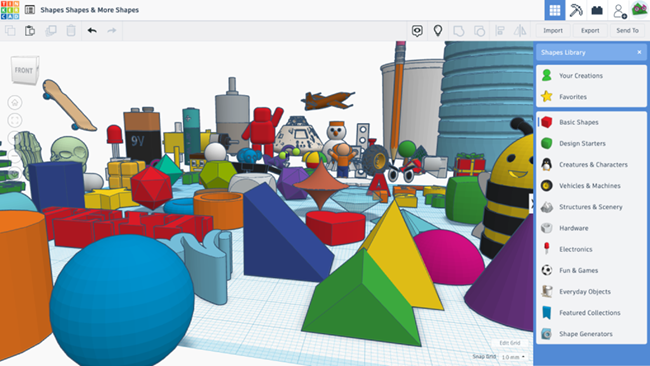 TIN
KER
CAD
Shapes Shapes & More Shapes
Import
Export
Send To
Shapes Library
×
FRONT
9V
Your Creations
Favorites
Basic Shapes
Design Starters
Creatures & Characters
Vehicles & Machines
Structures & Scenery
Hardware
Electronics
Fun & Games
Everyday Objects
Featured Collections
Shape Generators
Edit Grid
Snap Grid
1.0 mm